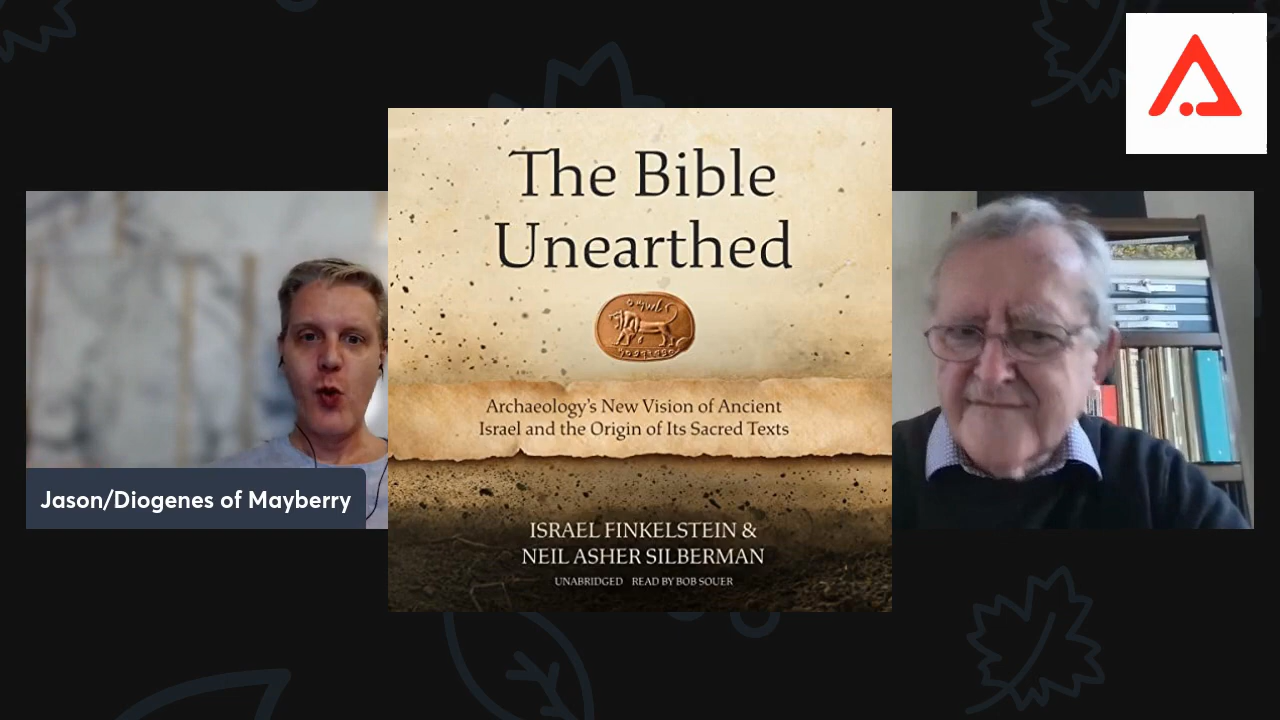 The Bible
Unearthed
Archaeology's New Vision of Ancient
Israel and the Origin of Its Sacred Texts
Jason/Diogenes of Mayberry
ISRAEL FINKELSTEIN &
NEIL ASHER SILBERMAN
UNABRIDGED READ BY BOB SOUER